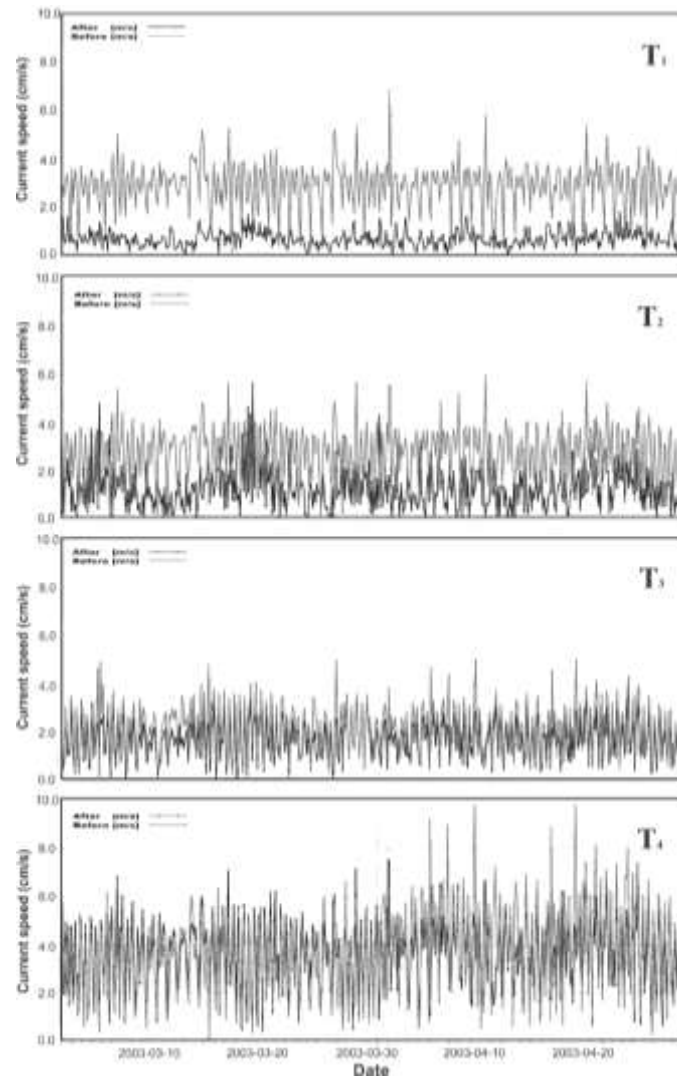 10.0
After (m/s)
Before (m/s)
T1
8.0
6.0
4.0
2.0
0.0
Current speed (cm/s)
10.0
After (m/s)
Before (m/s)
T2
8.0
6.0
4.0
2.0
0.0
Current speed (cm/s)
10.0
After (m/s)
Before (m/s)
T3
8.0
6.0
4.0
2.0
0.0
Current speed (cm/s)
10.0
After (m/s)
Before (m/s)
T4
8.0
6.0
4.0
2.0
0.0
Current speed (cm/s)
2003-03-10 2003-03-20 2003-03-30 2003-04-10 2003-04-20
Date